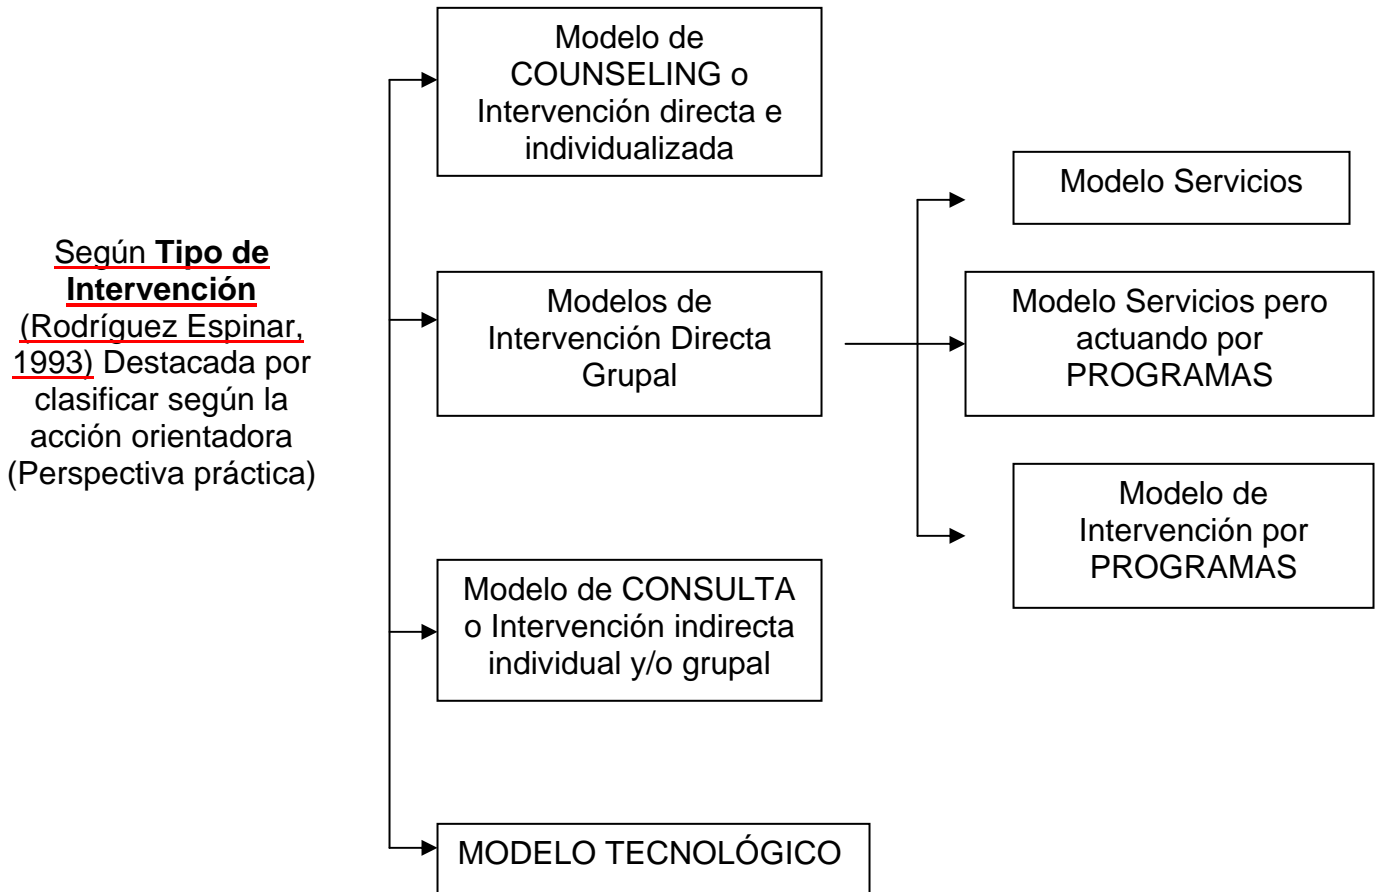 Modelo de
COUNSELING o
Intervención directa e
individualizada
Según Tipo de
Intervención
(Rodríguez Espinar,
1993) Destacada por
clasificar según la
acción orientadora
(Perspectiva práctica)
Modelos de
Intervención Directa
Grupal
Modelo Servicios
Modelo Servicios pero
actuando por
PROGRAMAS
Modelo de
Intervención por
PROGRAMAS
Modelo de CONSULTA
o Intervención indirecta
individual y/o grupal
MODELO TECNOLÓGICO